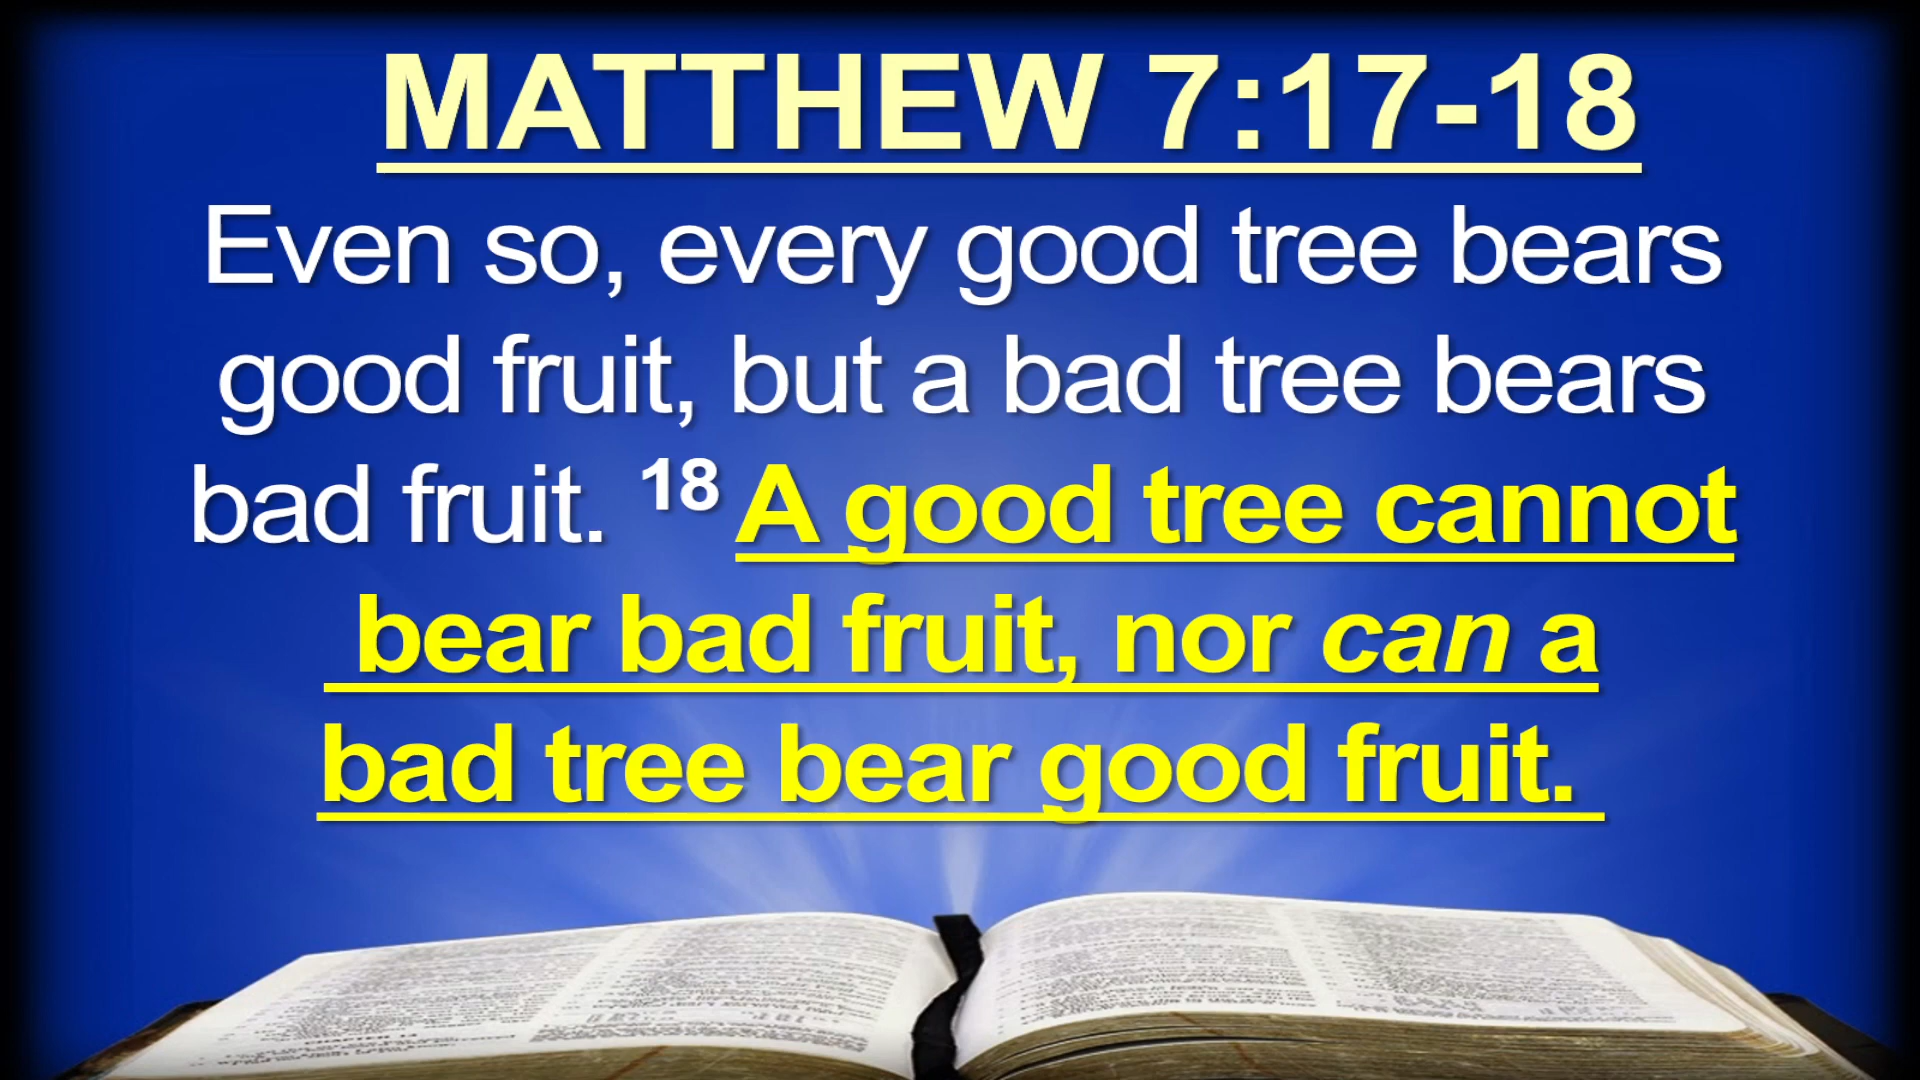 MATTHEW 7:17-18
Even so, every good tree bears
good fruit, but a bad tree bears
bad fruit. 18 A good tree cannot
bear bad fruit, nor can a
bad tree bear good fruit.